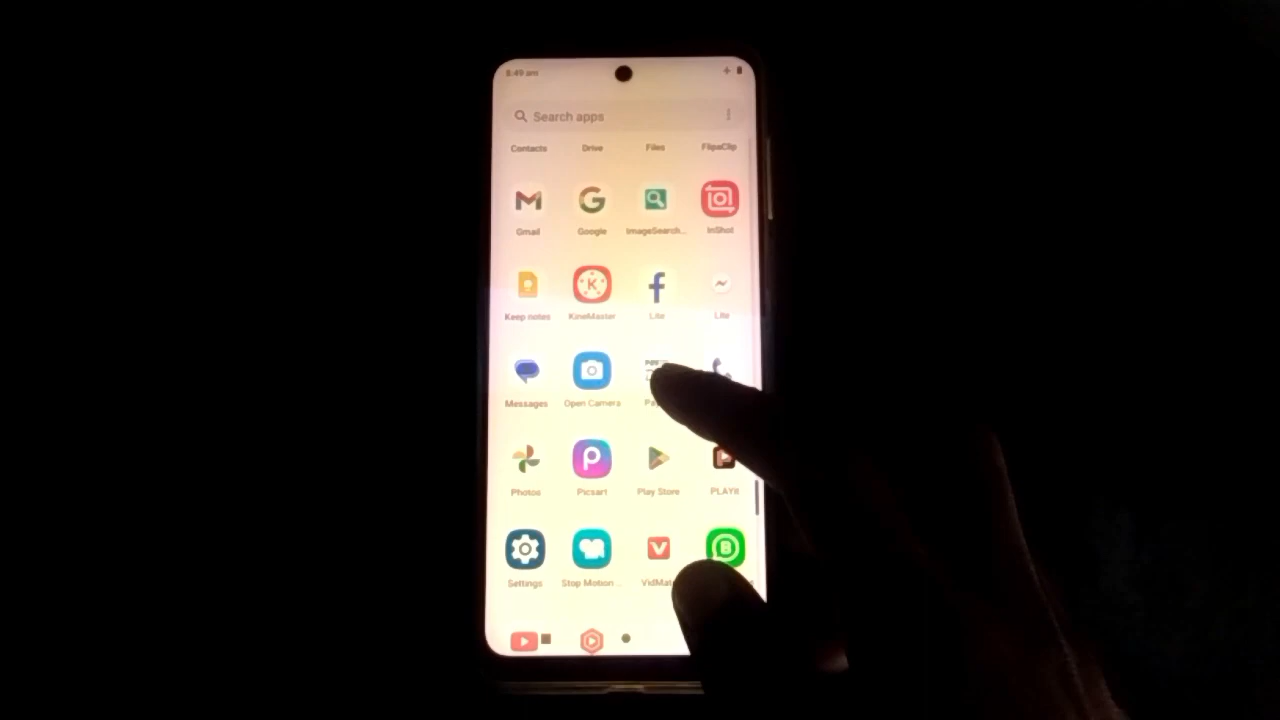 8:49 am
Search apps
Contacts Drive Files FlipaClip
Gmail Google ImageSearch... InShot
Keep notes KineMaster Lite Lite
Messages Open Camera
Photos Picsart Play Store PLAYit
Settings Stop Motion ...